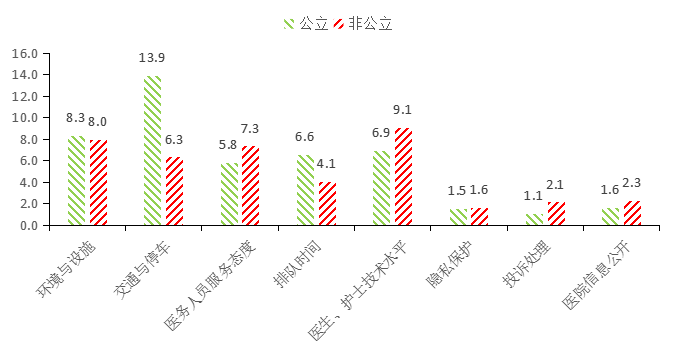 公立 非公立
16.0
14.0
12.0
10.0
8.0
6.0
4.0
2.0
0.0
8.3 8.0
13.9 6.3
5.8 7.3
6.6 4.1
6.9 9.1
1.5 1.6
1.1 2.1
1.6 2.3
环境与设施
交通与停车
医务人员服务态度
排队时间
医生、护士技术水平
隐私保护
投诉处理
医院信息公开